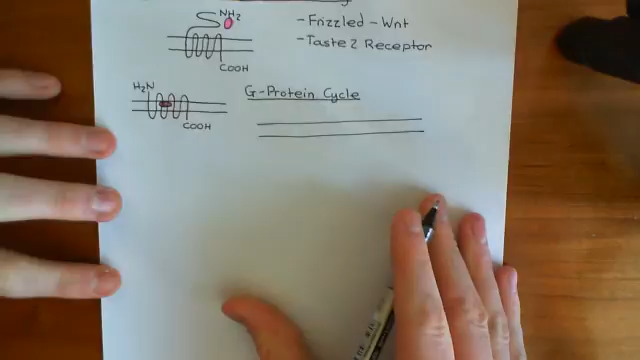 NH2
- Frizzled - Wnt
- Taste 2 Receptor
COOH
H2N
G-Protein Cycle
COOH